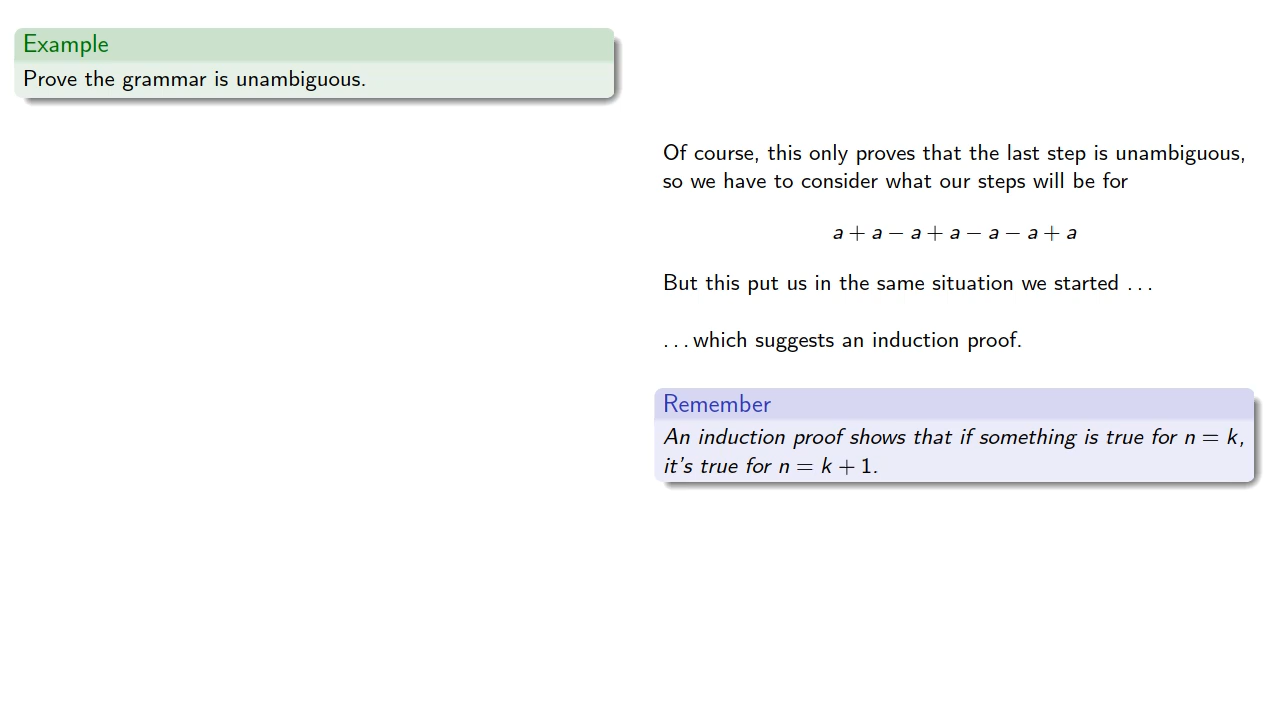 Example
Prove the grammar is unambiguous.
Of course, this only proves that the last step is unambiguous,
so we have to consider what our steps will be for
a + a − a + a − a − a + a
But this put us in the same situation we started ...
...which suggests an induction proof.
Remember
An induction proof shows that if something is true for n = k,
it's true for n = k + 1.